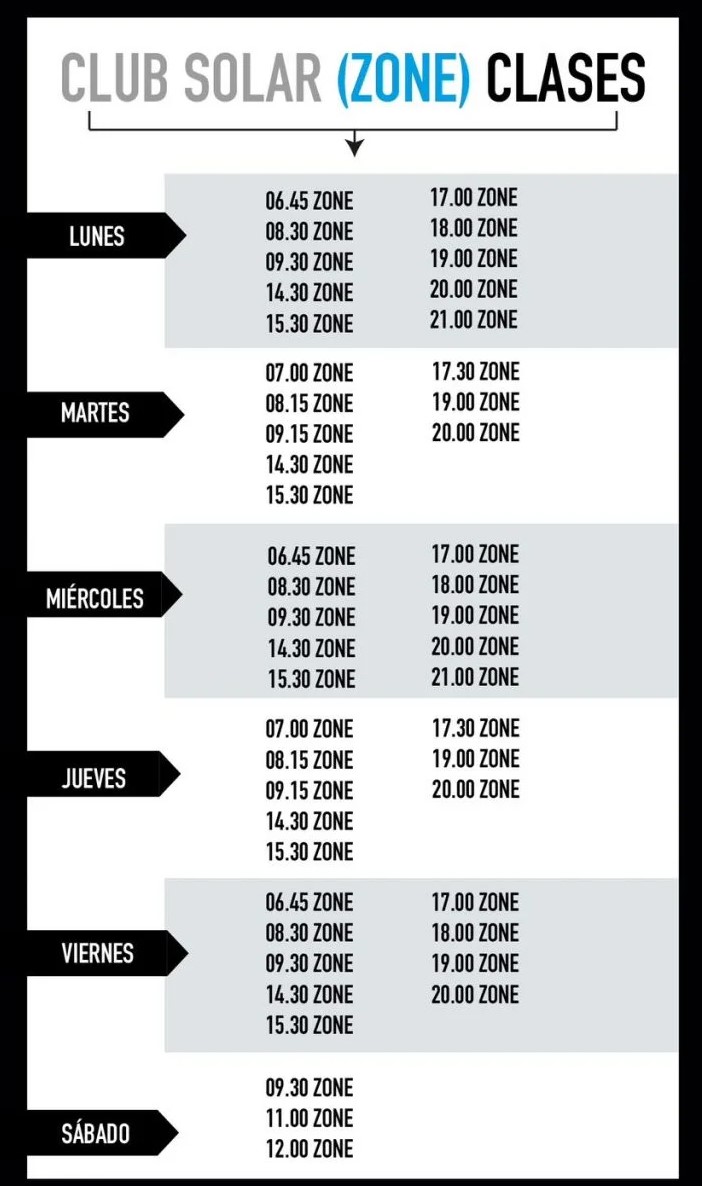 CLUB SOLAR (ZONE) CLASES
LUNES
06.45 ZONE
08.30 ZONE
09.30 ZONE
14.30 ZONE
15.30 ZONE
17.00 ZONE
18.00 ZONE
19.00 ZONE
20.00 ZONE
21.00 ZONE
MARTES
07.00 ZONE
08.15 ZONE
09.15 ZONE
14.30 ZONE
15.30 ZONE
17.30 ZONE
19.00 ZONE
20.00 ZONE
MIÉRCOLES
06.45 ZONE
08.30 ZONE
09.30 ZONE
14.30 ZONE
15.30 ZONE
17.00 ZONE
18.00 ZONE
19.00 ZONE
20.00 ZONE
21.00 ZONE
JUEVES
07.00 ZONE
08.15 ZONE
09.15 ZONE
14.30 ZONE
15.30 ZONE
17.30 ZONE
19.00 ZONE
20.00 ZONE
VIERNES
06.45 ZONE
08.30 ZONE
09.30 ZONE
14.30 ZONE
15.30 ZONE
17.00 ZONE
18.00 ZONE
19.00 ZONE
20.00 ZONE
SÁBADO
09.30 ZONE
11.00 ZONE
12.00 ZONE